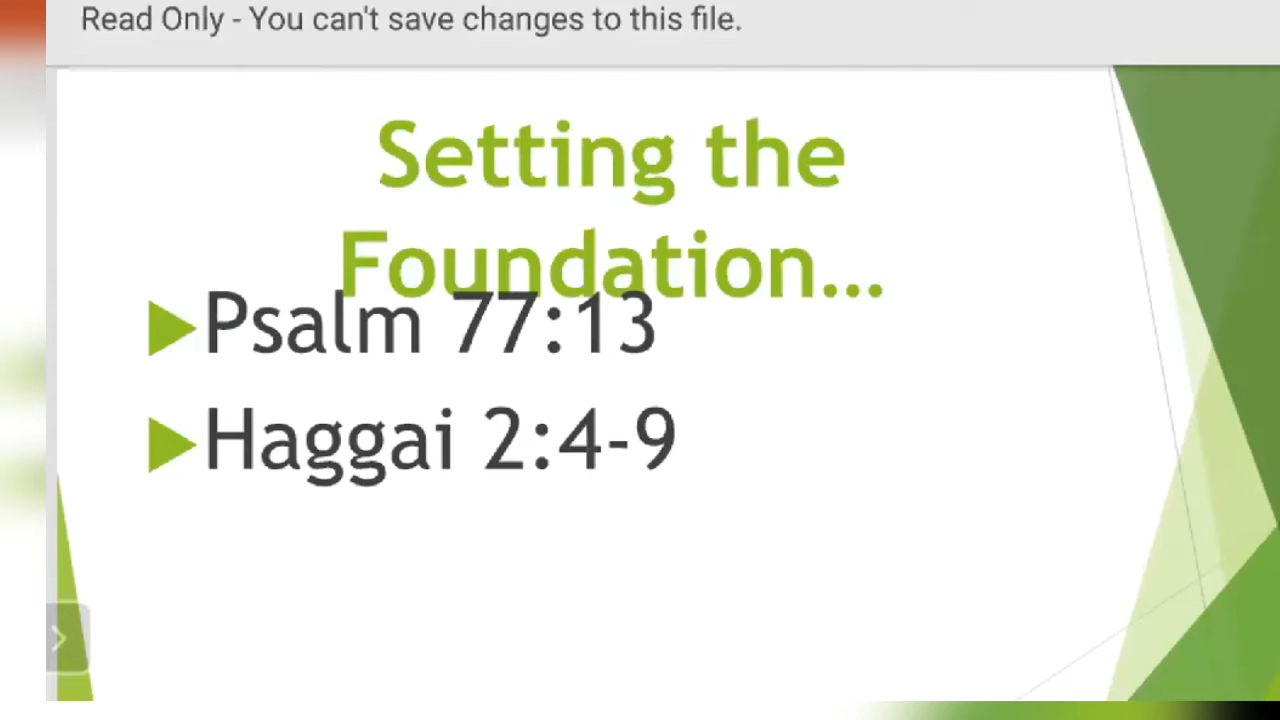 Read Only - You can't save changes to this file.
Setting the
Foundation...
Psalm 77:13
Haggai 2:4-9